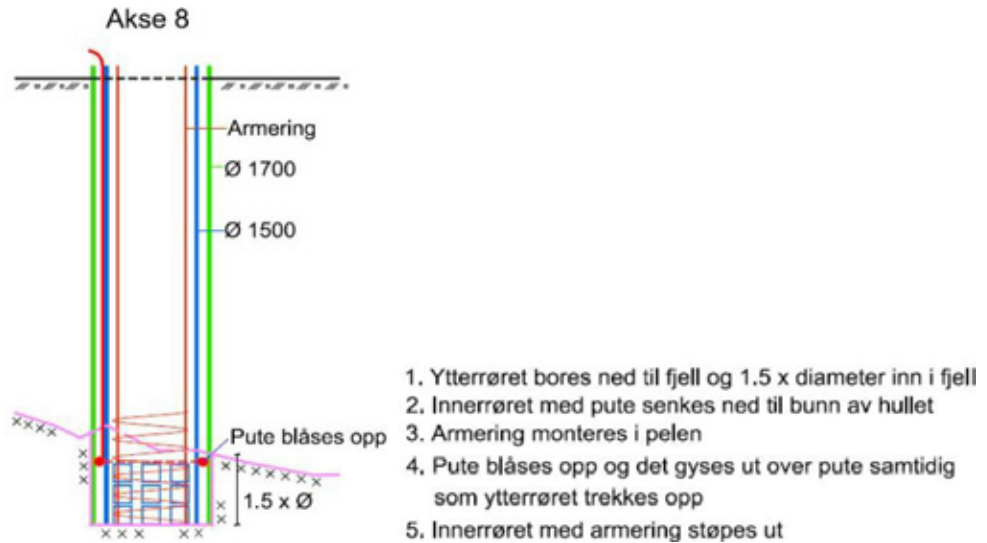 Akse 8
Armering
Ø 1700
Ø 1500
Pute blåses opp
1.5 x Ø
1. Ytterrøret bores ned til fjell og 1.5 x diameter inn i fjell
2. Innerrøret med pute senkes ned til bunn av hullet
3. Armering monteres i pelen
4. Pute blåses opp og det gyses ut over pute samtidig
som ytterrøret trekkes opp
5. Innerrøret med armering støpes ut